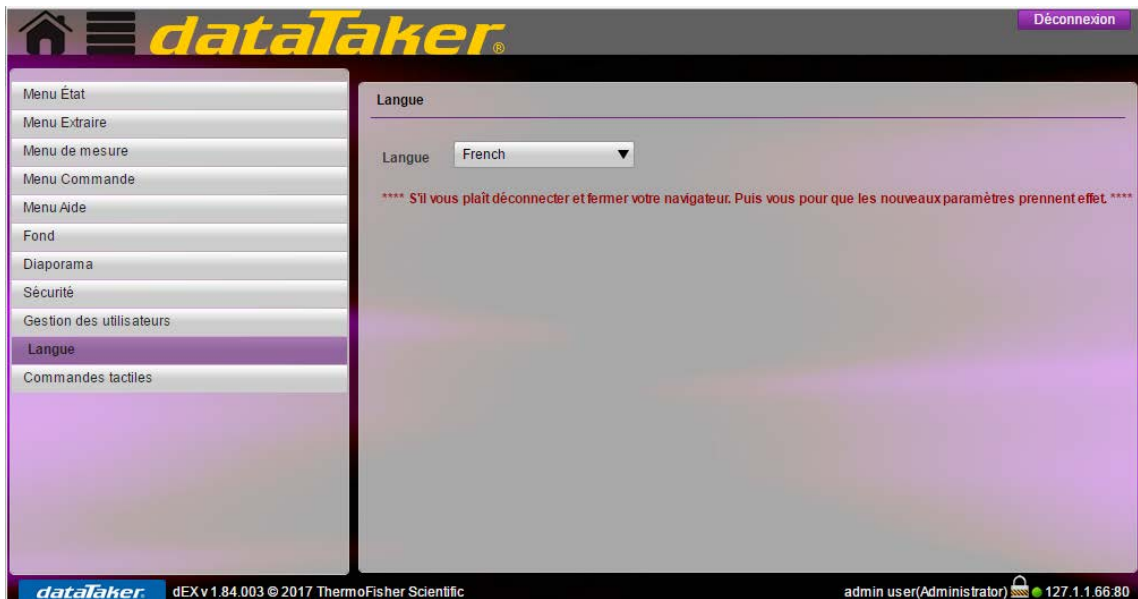 dataTaker®
Déconnexion
Menu État
Menu Extraire
Menu de mesure
Menu Commande
Menu Aide
Fond
Diaporama
Sécurité
Gestion des utilisateurs
Langue
Commandes tactiles
Langue
Langue French
**** S'il vous plaît déconnecter et fermer votre navigateur. Puis vous pour que les nouveaux paramètres prennent effet. ****
dataTaker. dEX v 1.84.003 © 2017 ThermoFisher Scientific admin user(Administrator) 127.1.1.66:80